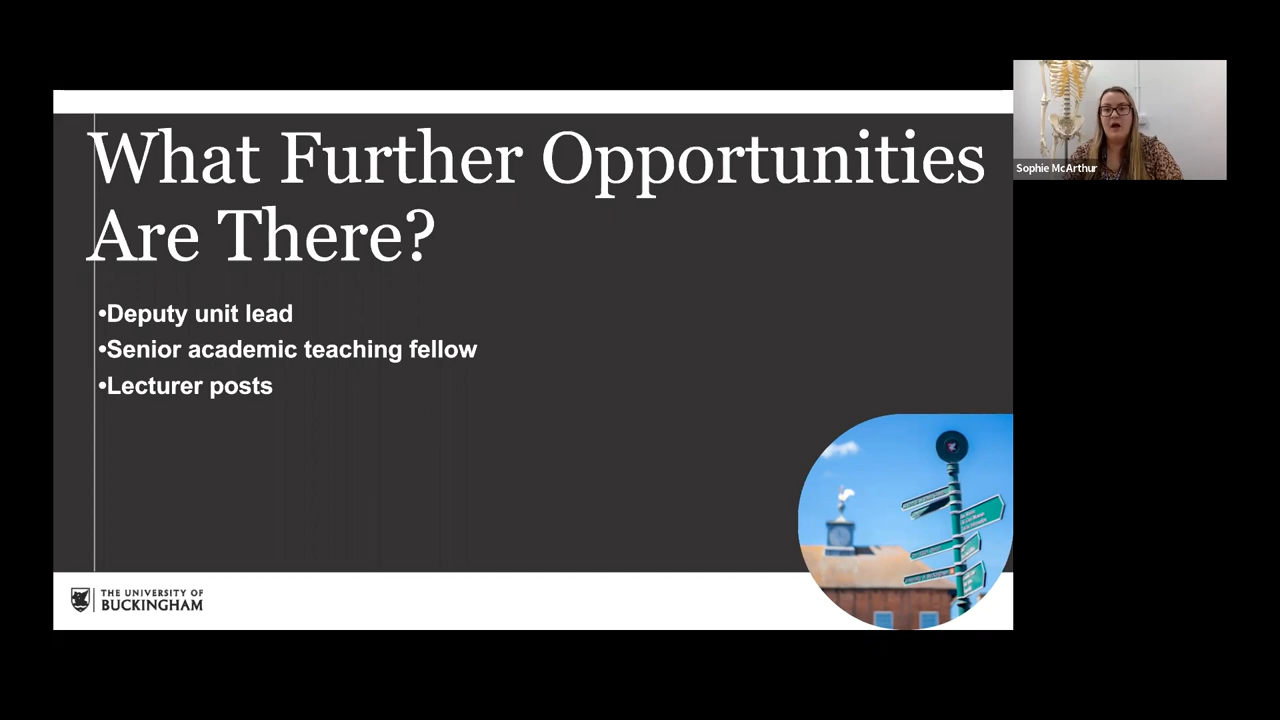 What Further Opportunities
Are There?
•Deputy unit lead
•Senior academic teaching fellow
•Lecturer posts
THE UNIVERSITY OF
BUCKINGHAM
Sophie McArthur